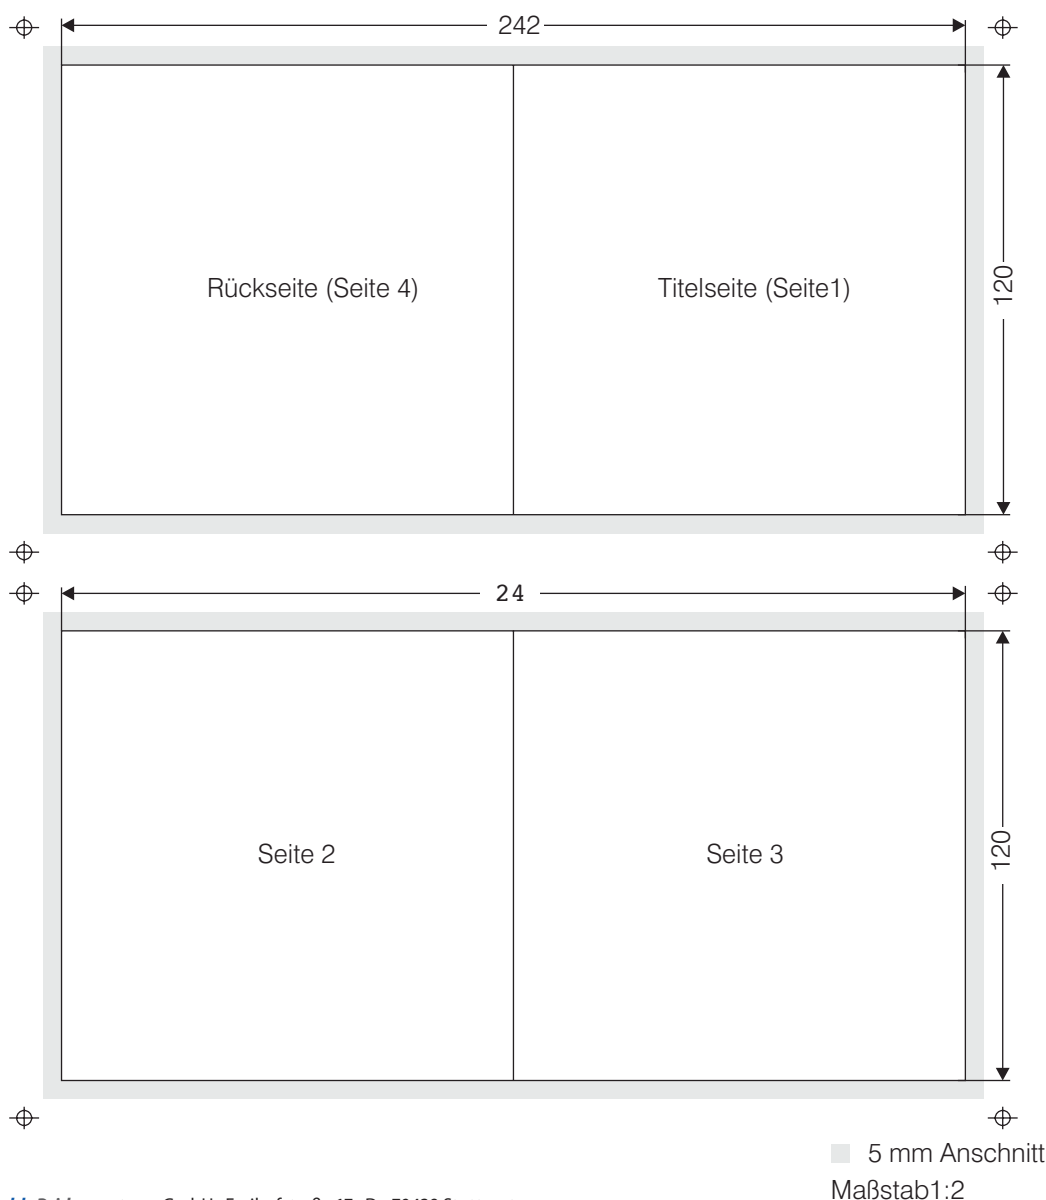 242
Rückseite (Seite 4)
Titelseite (Seite1)
120
24
Seite 2
Seite 3
120
5 mm Anschnitt
Maßstab1:2